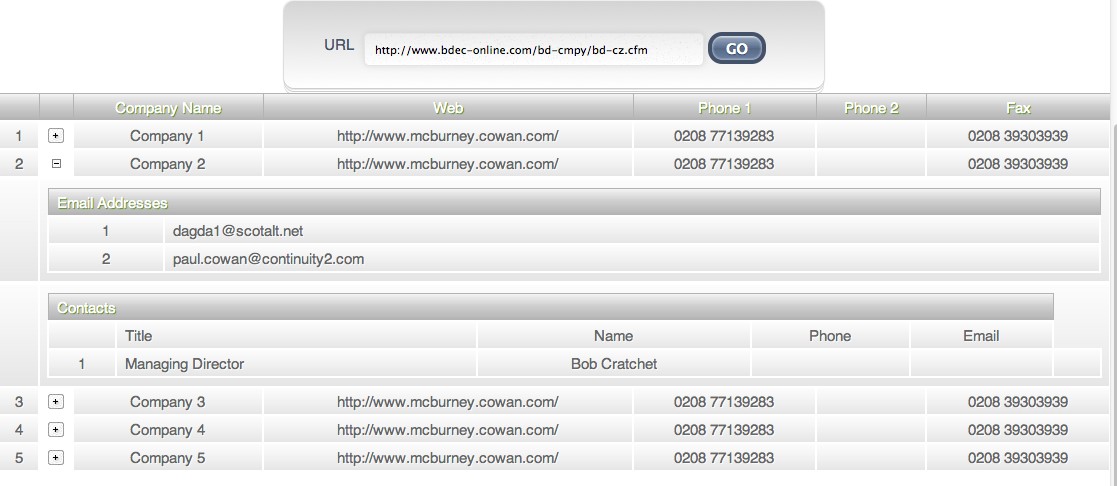 URL http://www.bdec-online.com/bd-cmpy/bd-cz.cfm GO
Company Name Web Phone 1 Phone 2 Fax
1 + Company 1 http://www.mcburney.cowan.com/ 0208 77139283 0208 39303939
2 − Company 2 http://www.mcburney.cowan.com/ 0208 77139283 0208 39303939
Email Addresses
1 dagda1@scotalt.net
2 paul.cowan@continuity2.com
Contacts
Title Name Phone Email
1 Managing Director Bob Cratchet
3 + Company 3 http://www.mcburney.cowan.com/ 0208 77139283 0208 39303939
4 + Company 4 http://www.mcburney.cowan.com/ 0208 77139283 0208 39303939
5 + Company 5 http://www.mcburney.cowan.com/ 0208 77139283 0208 39303939